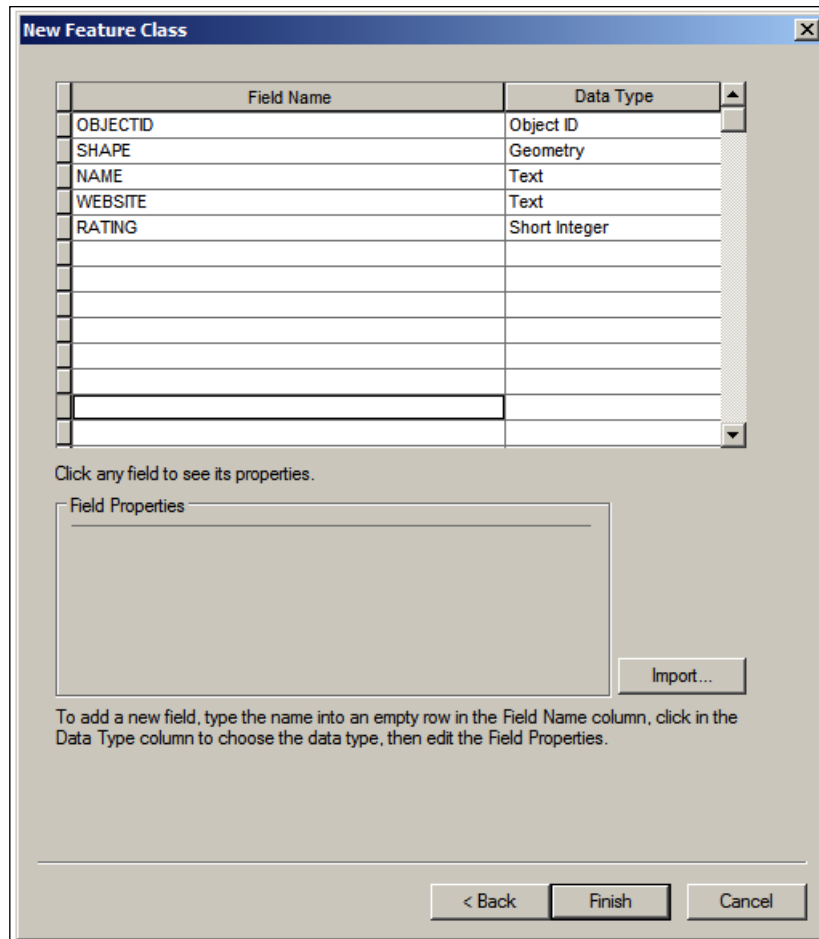 New Feature Class
Field Name Data Type
OBJECTID Object ID
SHAPE Geometry
NAME Text
WEBSITE Text
RATING Short Integer
Click any field to see its properties.
Field Properties
Import...
To add a new field, type the name into an empty row in the Field Name column, click in the
Data Type column to choose the data type, then edit the Field Properties.
< Back Finish Cancel